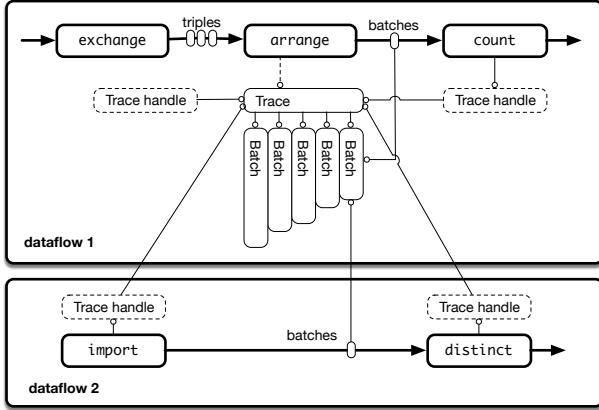 triples
batches
exchange
arrange
count
Trace handle
Trace
Trace handle
Batch
Batch
Batch
Batch
Batch
dataflow 1
Trace handle
Trace handle
batches
import
distinct
dataflow 2